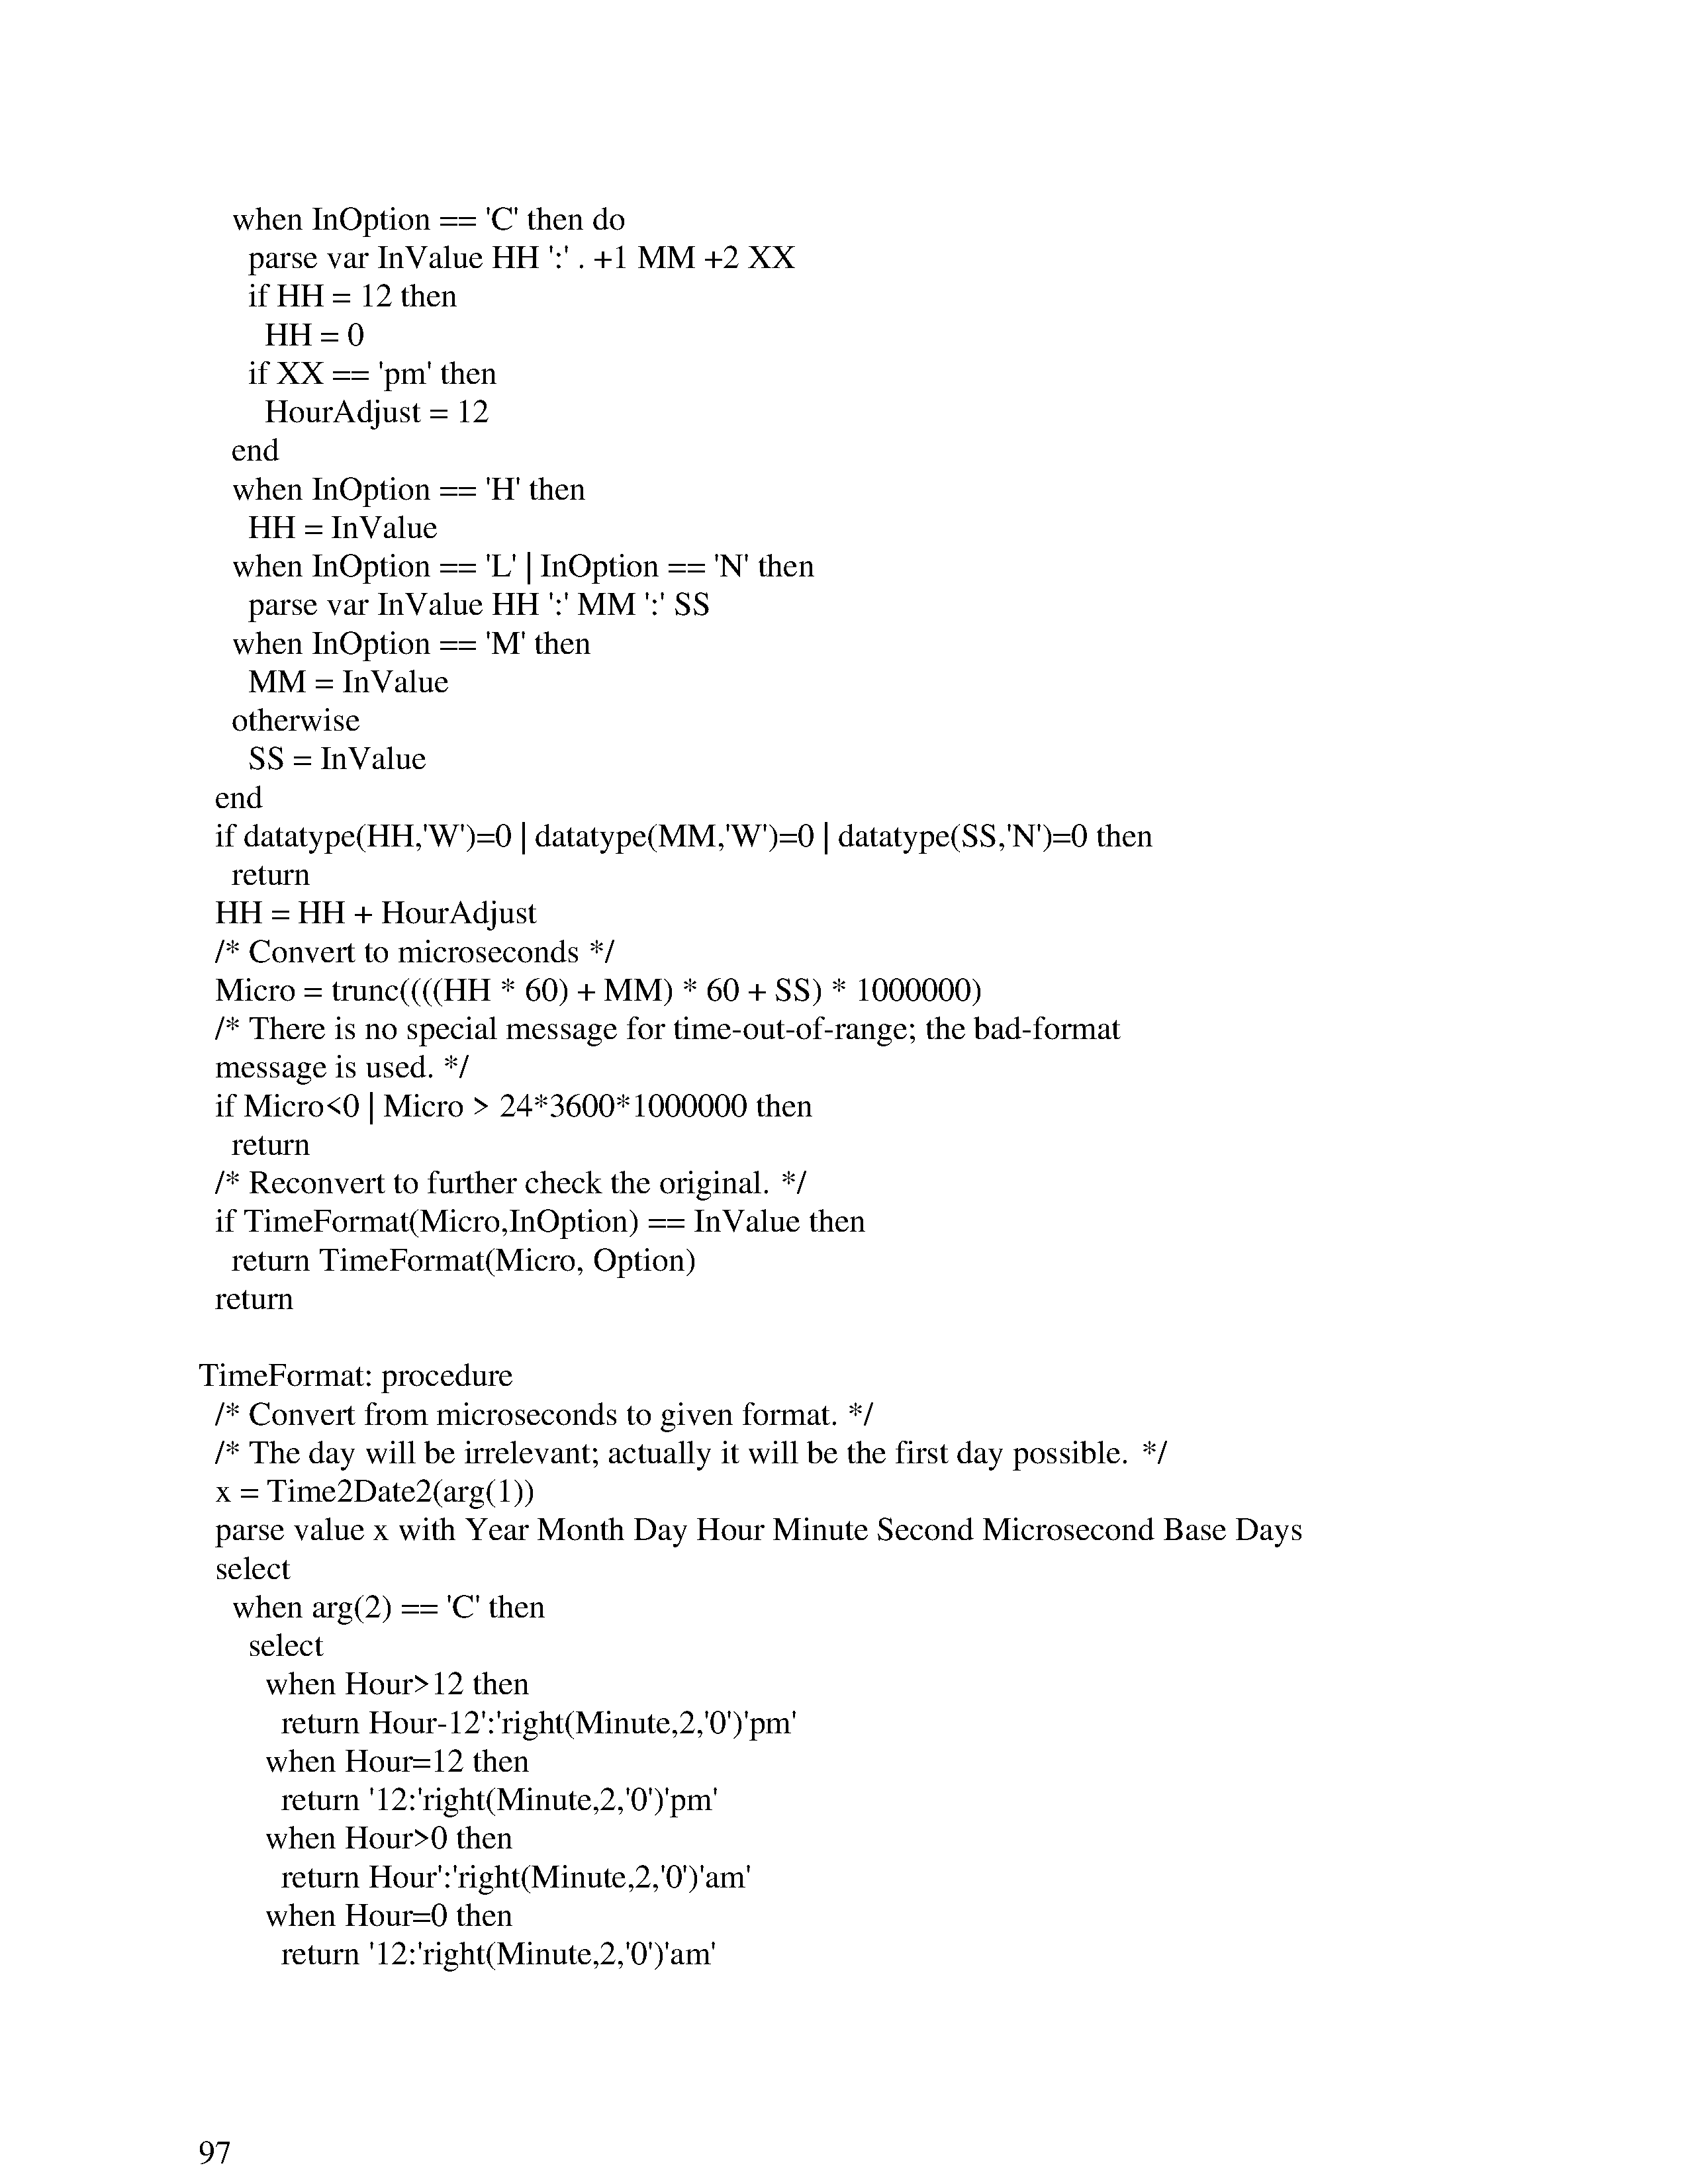 when InOption == 'C' then do
parse var InValue HH ':' . +1 MM +2 XX
if HH = 12 then
HH = 0
if XX == 'pm' then
HourAdjust = 12
end
when InOption == 'H' then
HH = InValue
when InOption == 'L' | InOption == 'N' then
parse var InValue HH ':' MM ':' SS
when InOption == 'M' then
MM = InValue
otherwise
SS = InValue
end
if datatype(HH,'W')=0 | datatype(MM,'W')=0 | datatype(SS,'N')=0 then
return
HH = HH + HourAdjust
/* Convert to microseconds */
Micro = trunc((((HH * 60) + MM) * 60 + SS) * 1000000)
/* There is no special message for time-out-of-range; the bad-format
message is used. */
if Micro<0 | Micro > 24*3600*1000000 then
return
/* Reconvert to further check the original. */
if TimeFormat(Micro,InOption) == InValue then
return TimeFormat(Micro, Option)
return
TimeFormat: procedure
/* Convert from microseconds to given format. */
/* The day will be irrelevant; actually it will be the first day possible. */
x = Time2Date2(arg(1))
parse value x with Year Month Day Hour Minute Second Microsecond Base Days
select
when arg(2) == 'C' then
select
when Hour>12 then
return Hour-12':'right(Minute,2,'0')'pm'
when Hour=12 then
return '12:'right(Minute,2,'0')'pm'
when Hour>0 then
return Hour':'right(Minute,2,'0')'am'
when Hour=0 then
return '12:'right(Minute,2,'0')'am'
97